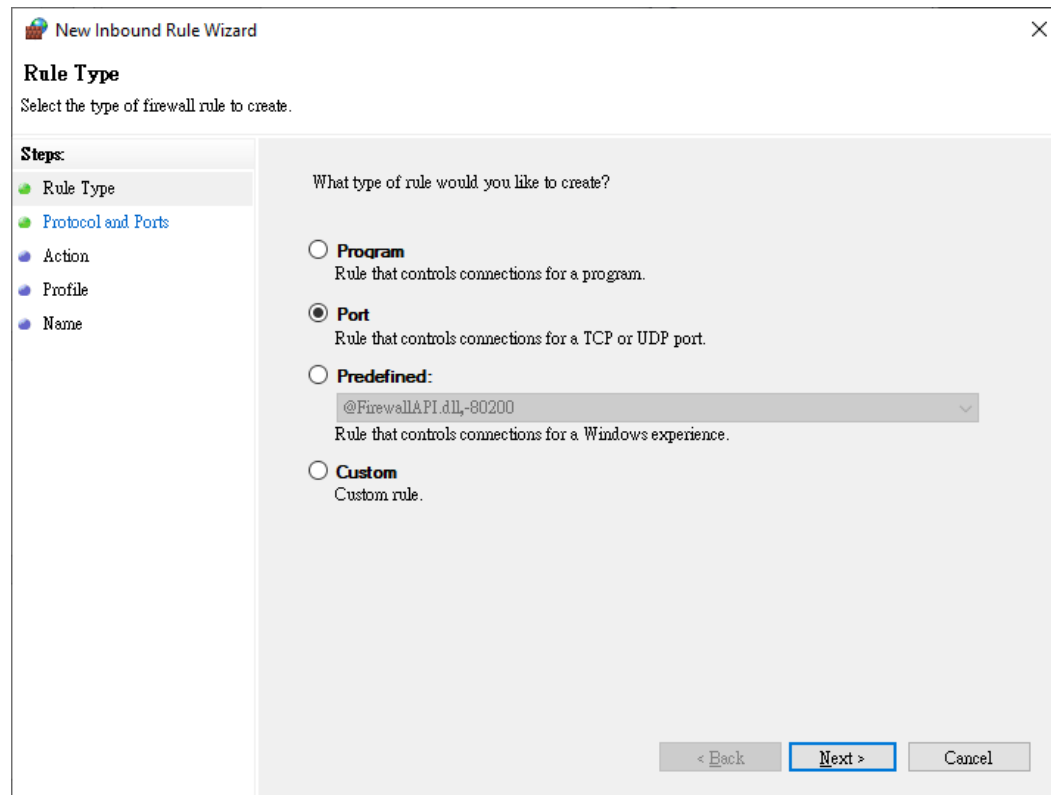 New Inbound Rule Wizard
Rule Type
Select the type of firewall rule to create.
Steps:
Rule Type
Protocol and Ports
Action
Profile
Name
What type of rule would you like to create?
Program
Rule that controls connections for a program.
Port
Rule that controls connections for a TCP or UDP port.
Predefined:
@FirewallAPI.dll,-80200
Rule that controls connections for a Windows experience.
Custom
Custom rule.
< Back Next > Cancel